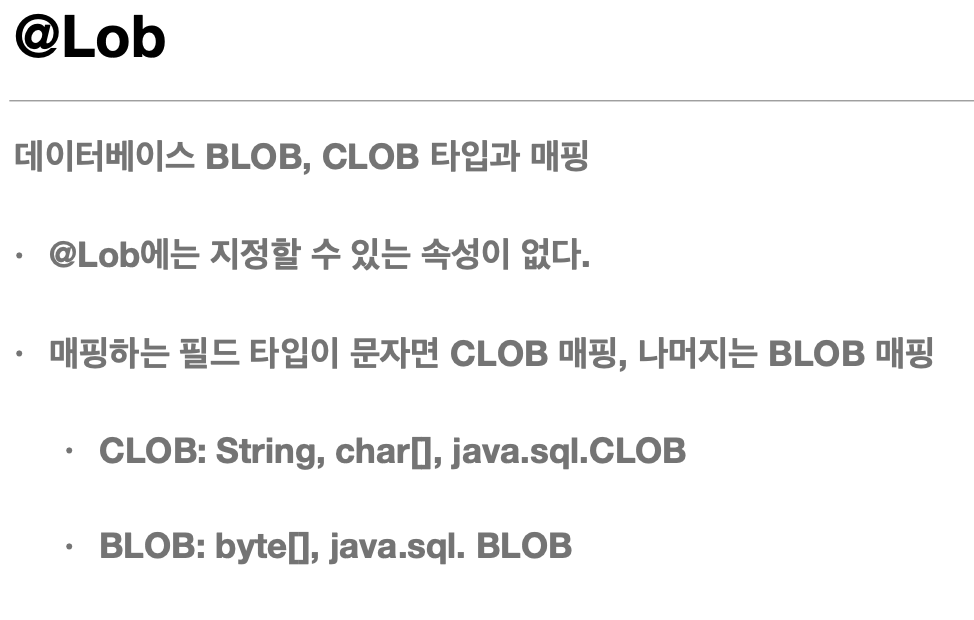 @Lob
데이터베이스 BLOB, CLOB 타입과 매핑
· @Lob에는 지정할 수 있는 속성이 없다.
· 매핑하는 필드 타입이 문자면 CLOB 매핑, 나머지는 BLOB 매핑
· CLOB: String, char[], java.sql.CLOB
· BLOB: byte[], java.sql. BLOB